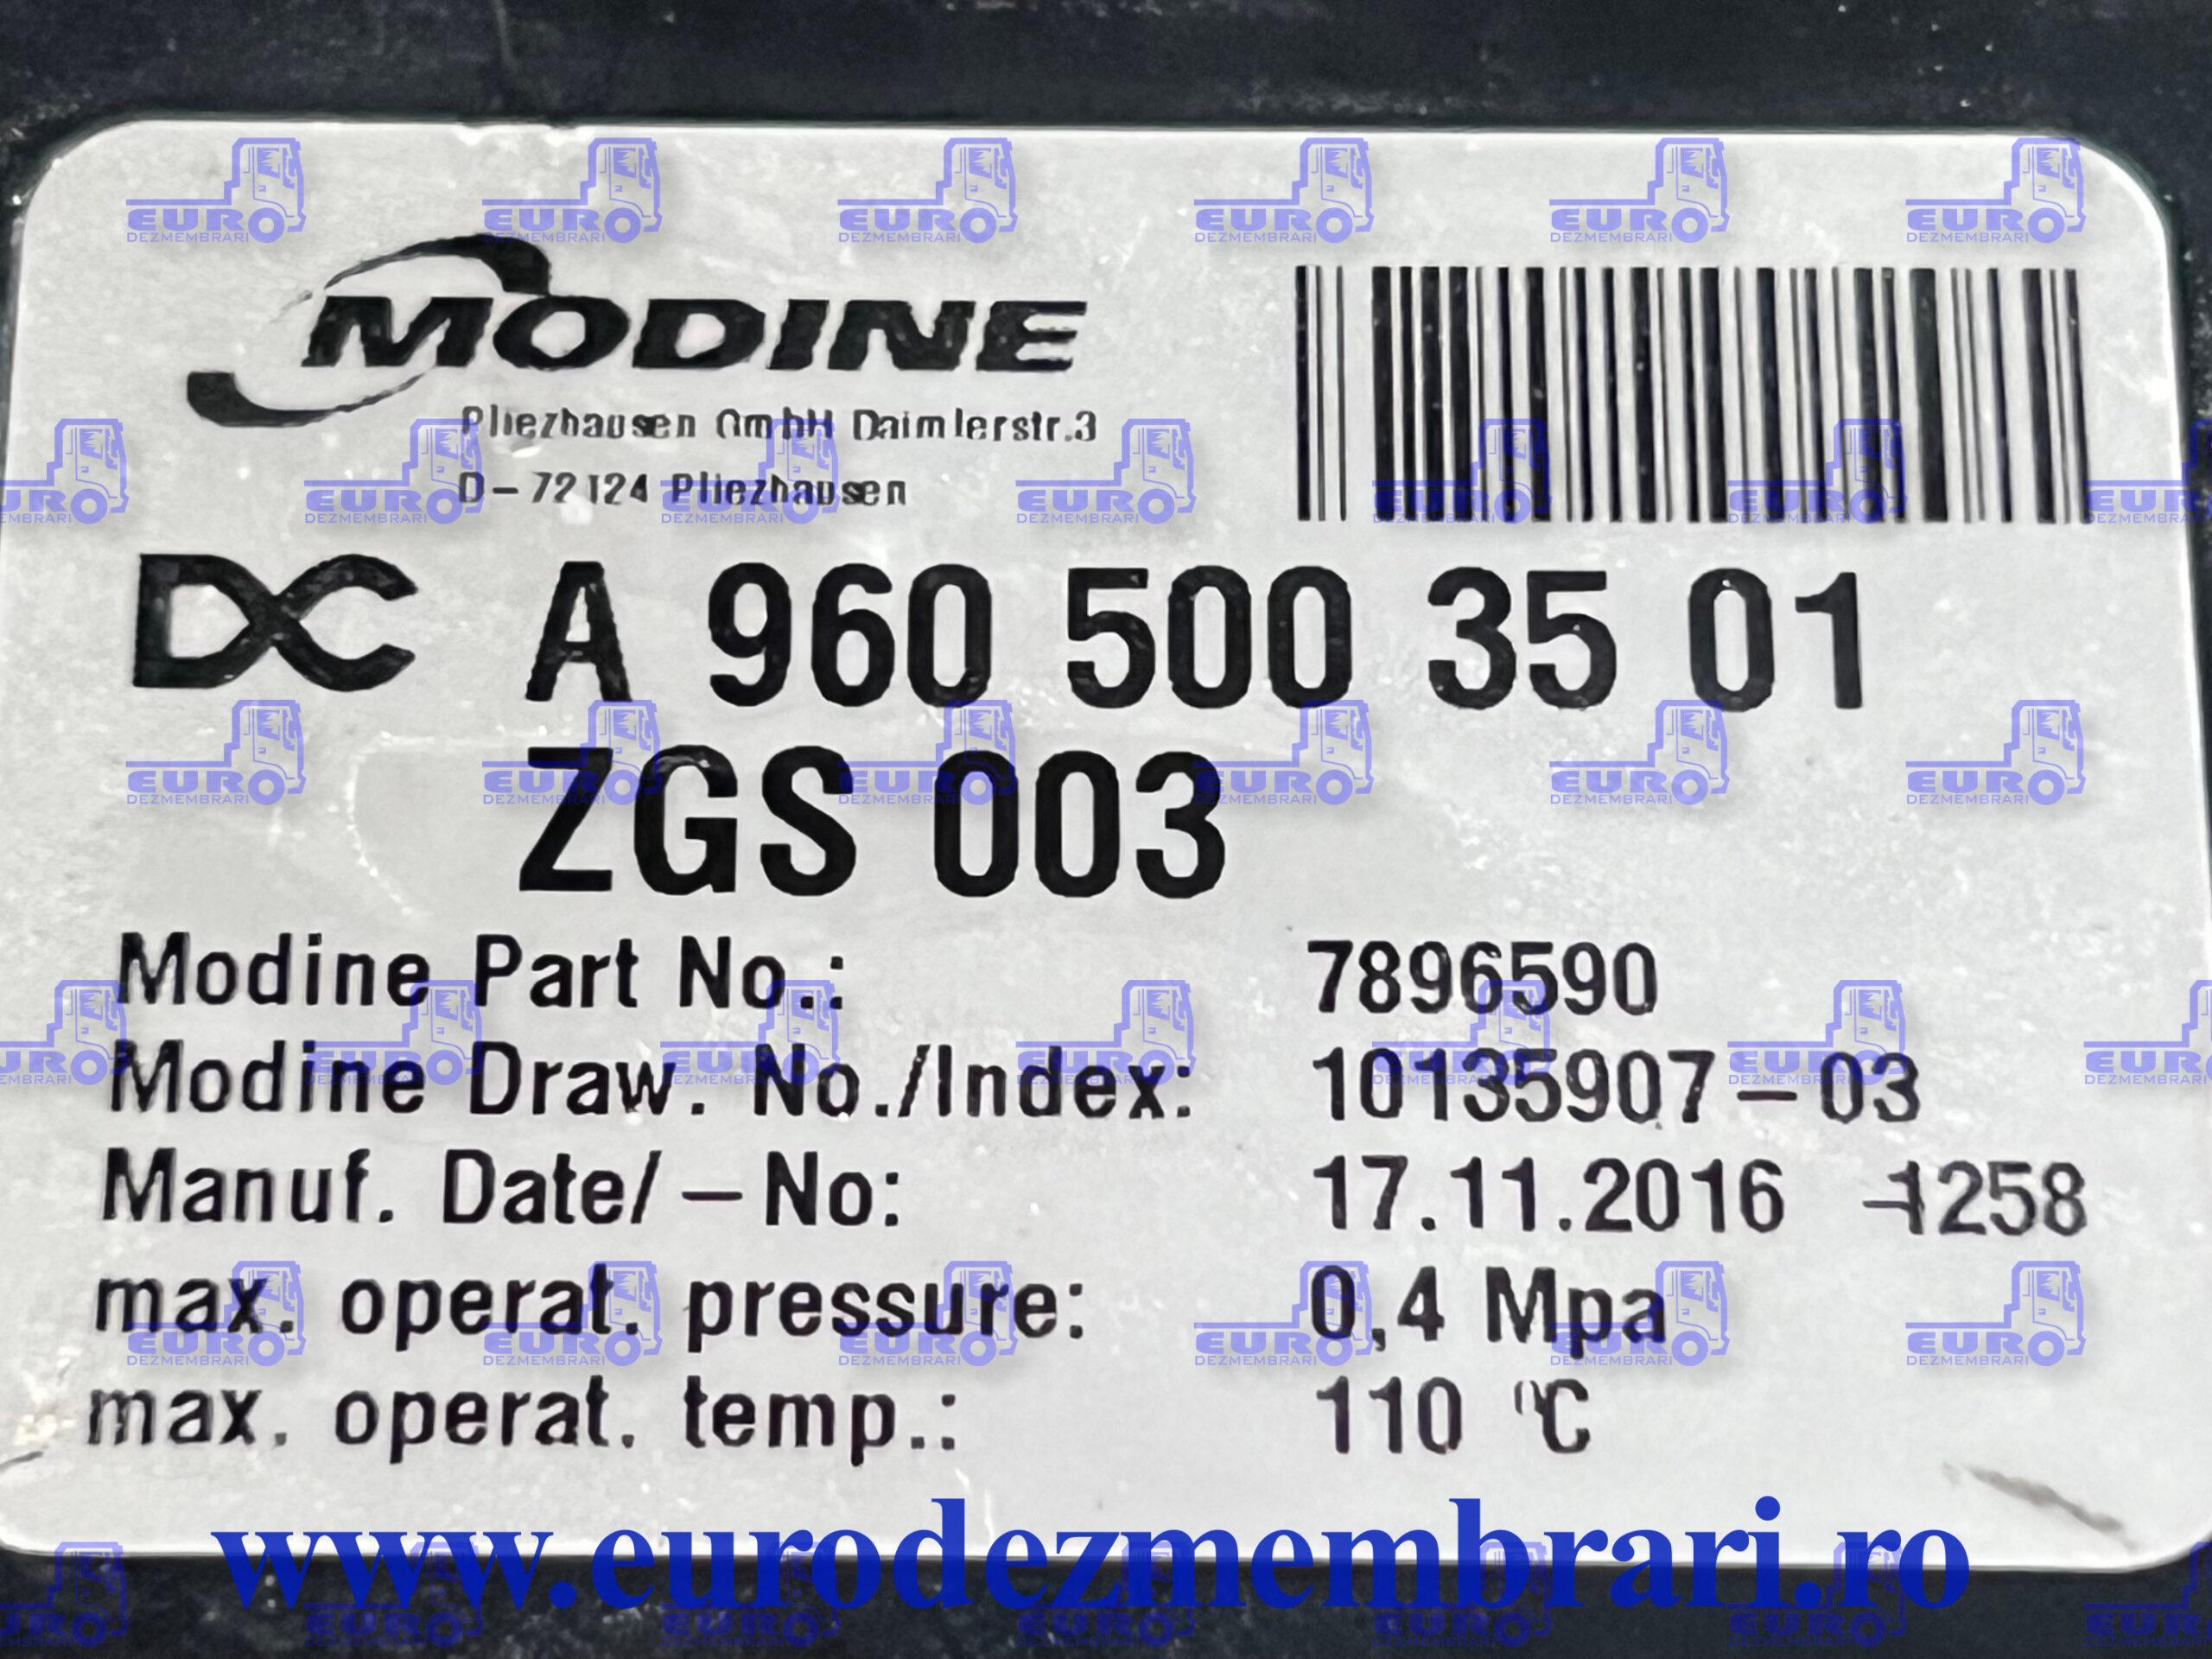 MODINE
Pliezhausen GmbH Daimlerstr.3
D-72124 Pliezhausen
DC A 960 500 35 01
ZGS 003
Modine Part No.: 7896590
Modine Draw. No./Index: 10135907-03
Manuf. Date/-No: 17.11.2016 -1258
max. operat. pressure: 0,4 Mpa
max. operat. temp.: 110 °C
www.eurodezmembrari.ro
EURO
DEZMEMBRARI